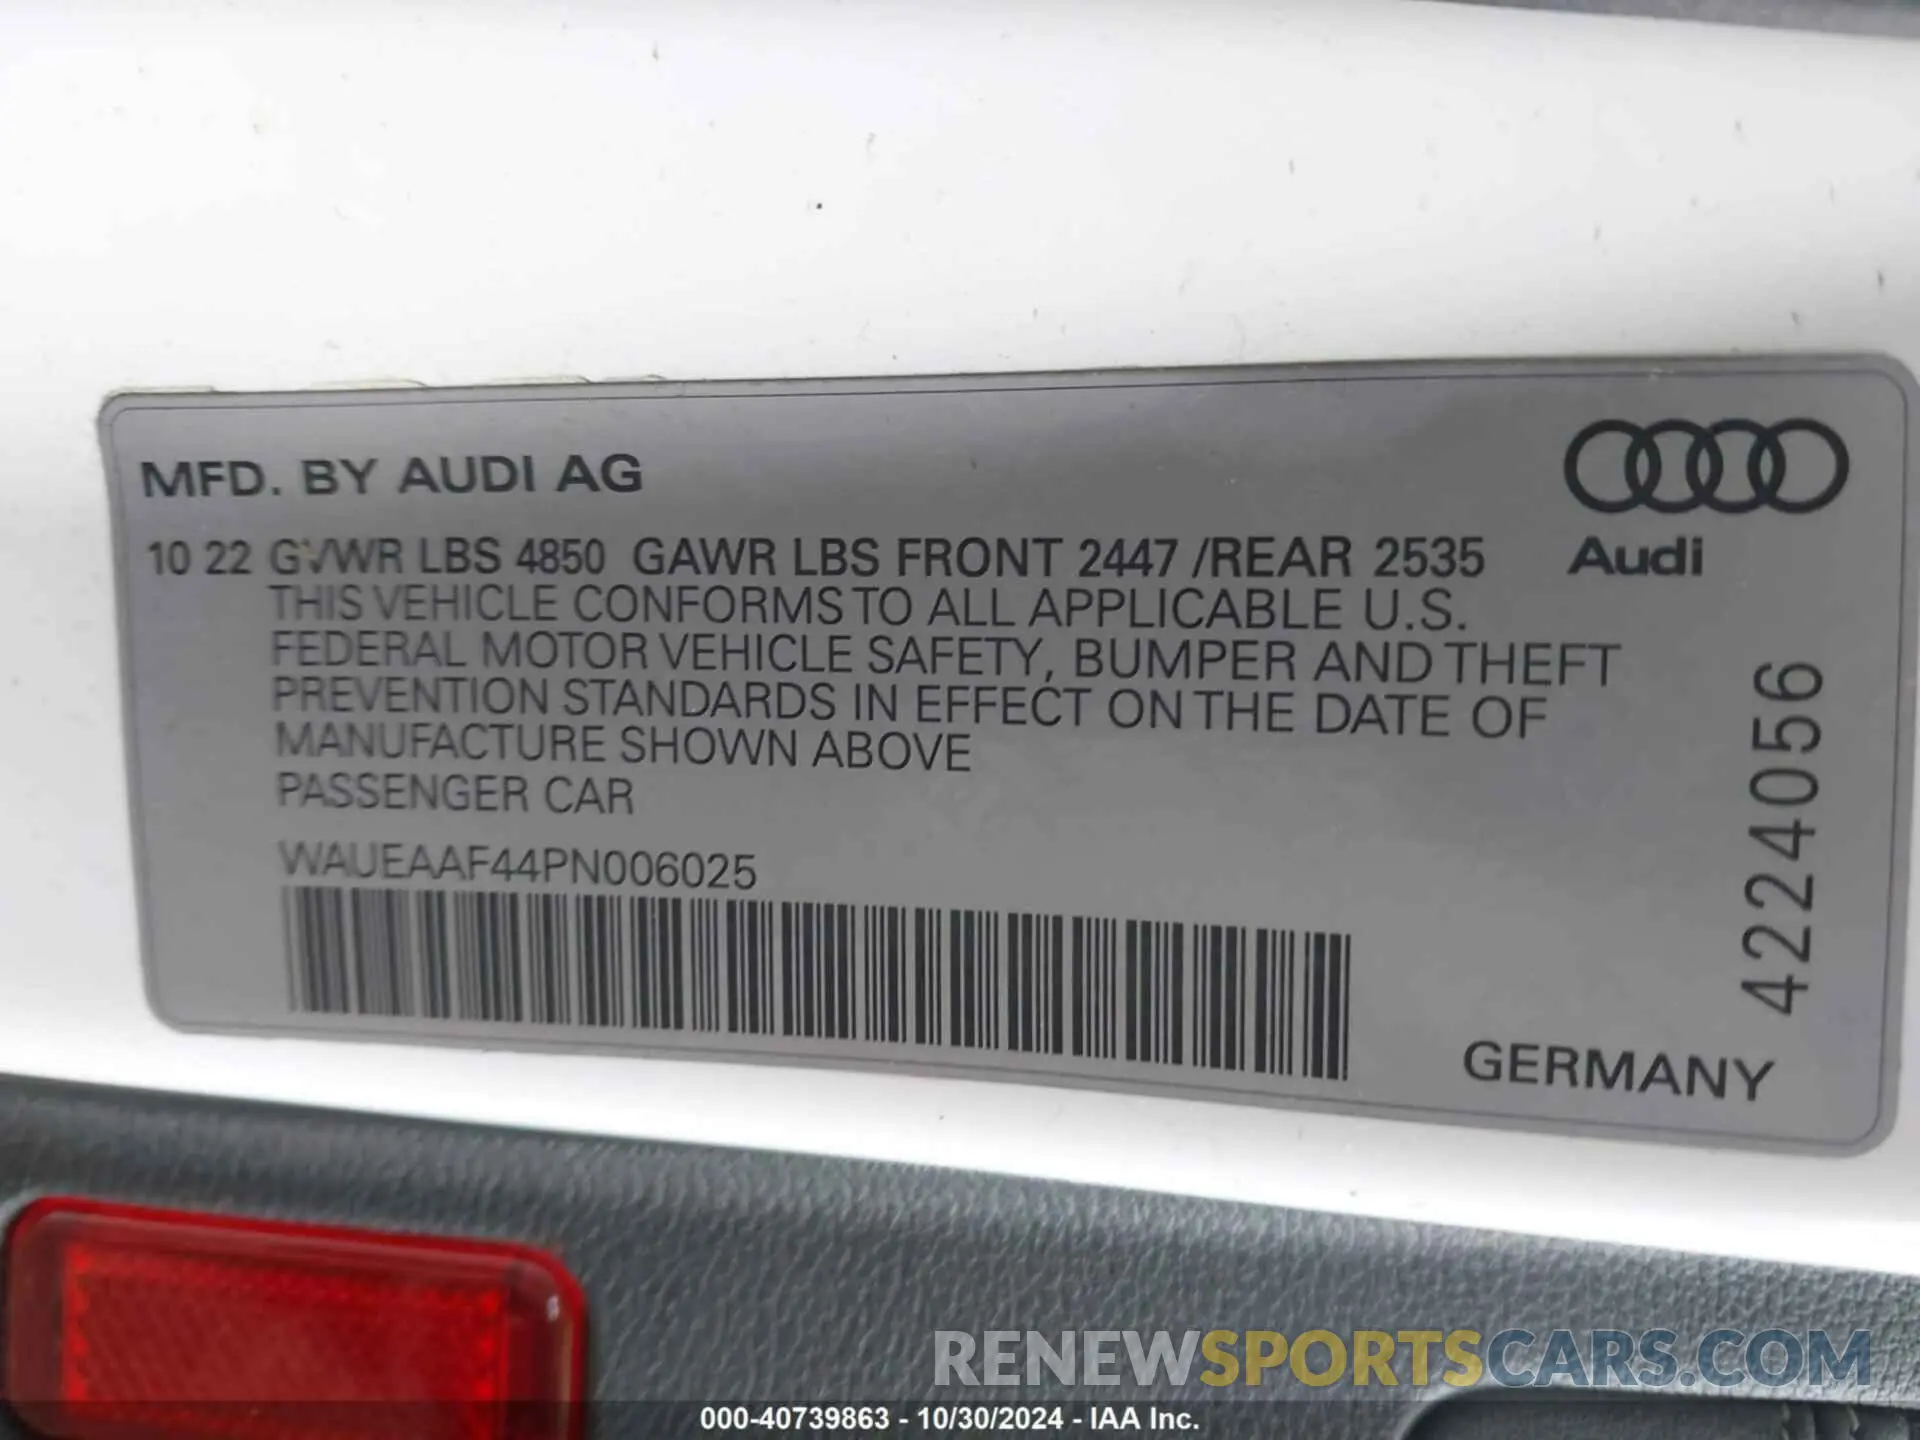 MFD. BY AUDI AG
10 22 GVWR LBS 4850 GAWR LBS FRONT 2447 /REAR 2535
THIS VEHICLE CONFORMS TO ALL APPLICABLE U.S.
FEDERAL MOTOR VEHICLE SAFETY, BUMPER AND THEFT
PREVENTION STANDARDS IN EFFECT ON THE DATE OF
MANUFACTURE SHOWN ABOVE
PASSENGER CAR
WAUEAAF44PN006025
Audi
4224056
GERMANY
RENEWSPORTSCARS.COM
000-40739863 - 10/30/2024 - IAA Inc.